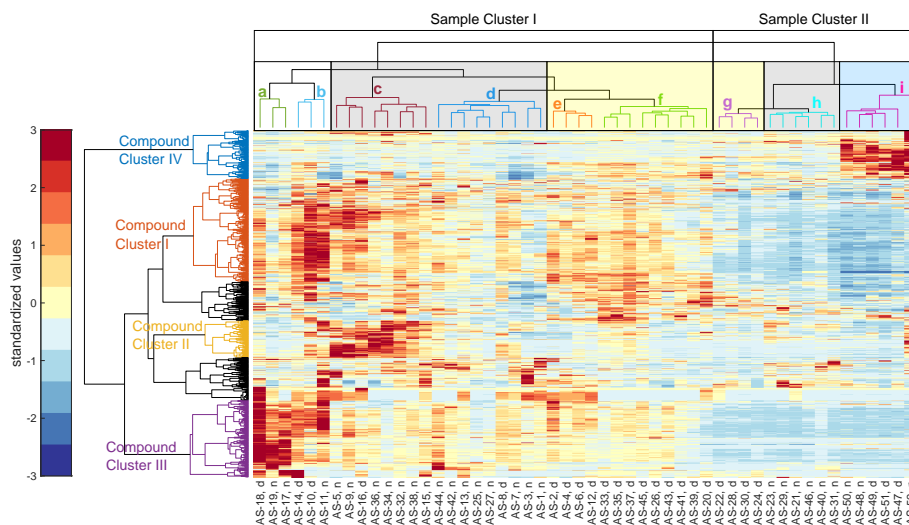 Sample Cluster I
Sample Cluster II
a
b
c
d
e
f
g
h
i
3
2
1
0
-1
-2
-3
standardized values
Compound
Cluster IV
Compound
Cluster I
Compound
Cluster II
Compound
Cluster III
AS-18, d
AS-19, n
AS-17, n
AS-14, d
AS-10, d
AS-11, n
AS-5, n
AS-9, n
AS-16, d
AS-36, n
AS-34, n
AS-32, n
AS-38, n
AS-15, n
AS-44, n
AS-42, n
AS-13, n
AS-25, n
AS-27, n
AS-8, d
AS-7, n
AS-3, n
AS-1, n
AS-2, d
AS-4, d
AS-6, d
AS-12, d
AS-33, d
AS-35, d
AS-37, d
AS-45, d
AS-26, d
AS-43, d
AS-41, d
AS-39, n
AS-20, d
AS-22, d
AS-28, d
AS-30, d
AS-24, d
AS-23, n
AS-29, n
AS-21, n
AS-46, n
AS-40, n
AS-31, n
AS-50, n
AS-48, n
AS-49, d
AS-51, d
AS-47, d